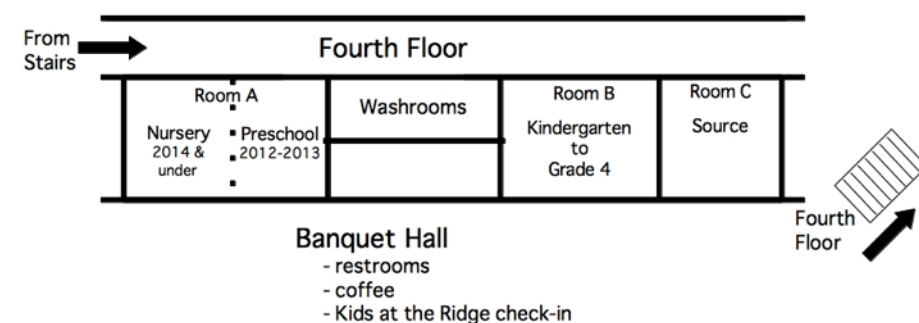 From
Stairs
Fourth Floor
Room A
Nursery
2014 &
under
Preschool
2012-2013
Washrooms
Room B
Kindergarten
to
Grade 4
Room C
Source
Fourth
Floor
Banquet Hall
- restrooms
- coffee
- Kids at the Ridge check-in